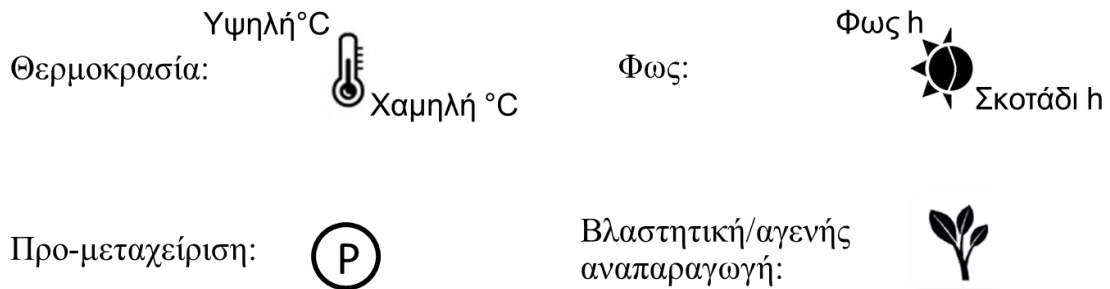 Υψηλή°C
Φως h
Θερμοκρασία:
Φως:
Χαμηλή °C
Σκοτάδι h
Προ-μεταχείριση:
P
Βλαστητική/αγενής
αναπαραγωγή: